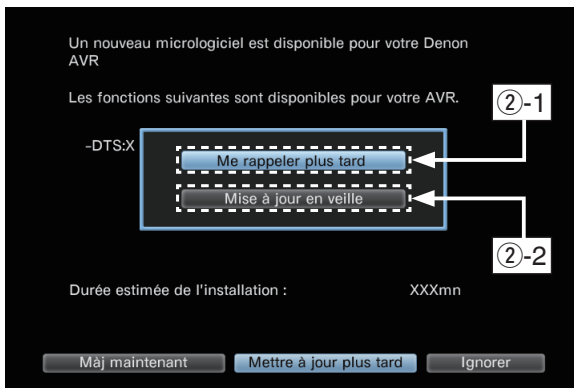 Un nouveau micrologiciel est disponible pour votre Denon
AVR
Les fonctions suivantes sont disponibles pour votre AVR.
②-1
-DTS:X
Me rappeler plus tard
Mise à jour en veille
②-2
Durée estimée de l'installation : XXXmn
Màj maintenant Mettre à jour plus tard Ignorer